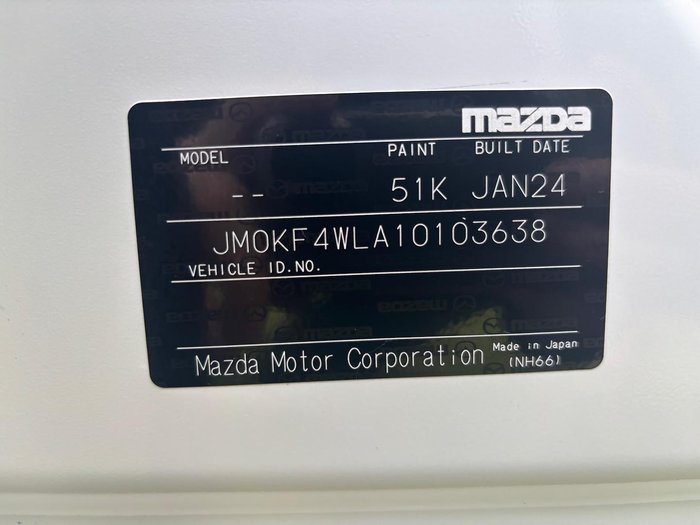 mazda
MODEL PAINT BUILT DATE
-- 51K JAN24
JM0KF4WLA10103638
VEHICLE ID.NO.
Mazda Motor Corporation Made in Japan
(NH66)